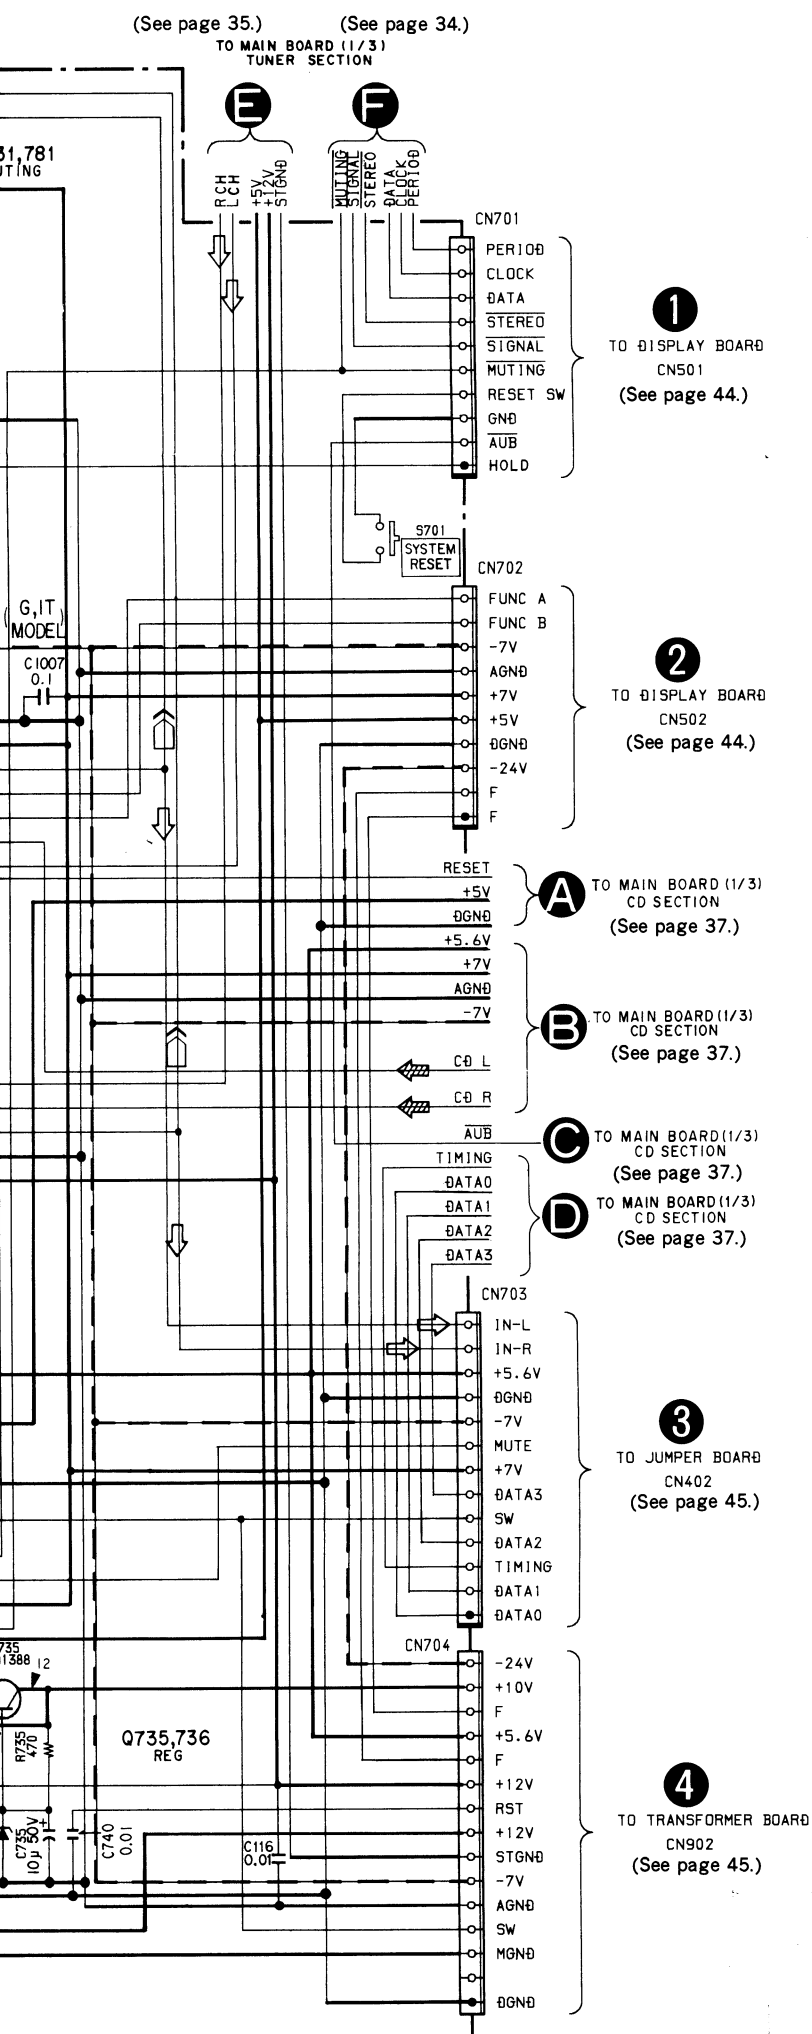 (See page 35.)
(See page 34.)
TO MAIN BOARD (1/3)
TUNER SECTION
E
F
31,781
UTING
RCH
LCH
+5V
+12V
STGND
MUTING
SIGNAL
STEREO
DATA
CLOCK
PERIOD
CN701
PERIOD
CLOCK
DATA
STEREO
SIGNAL
MUTING
RESET SW
GND
AUB
HOLD
1
TO DISPLAY BOARD
CN501
(See page 44.)
S701
SYSTEM
RESET
CN702
FUNC A
FUNC B
-7V
AGND
+7V
+5V
DGND
-24V
F
F
2
TO DISPLAY BOARD
CN502
(See page 44.)
(G,IT
MODEL)
C1007
0.1
RESET
+5V
DGND
A
TO MAIN BOARD (1/3)
CD SECTION
(See page 37.)
+5.6V
+7V
AGND
-7V
CD L
CD R
B
TO MAIN BOARD (1/3)
CD SECTION
(See page 37.)
AUB
C
TO MAIN BOARD (1/3)
CD SECTION
(See page 37.)
TIMING
DATA0
DATA1
DATA2
DATA3
D
TO MAIN BOARD (1/3)
CD SECTION
(See page 37.)
CN703
IN-L
IN-R
+5.6V
DGND
-7V
MUTE
+7V
DATA3
SW
DATA2
TIMING
DATA1
DATA0
3
TO JUMPER BOARD
CN402
(See page 45.)
CN704
-24V
+10V
F
+5.6V
F
+12V
RST
+12V
STGND
-7V
AGND
SW
MGND
DGND
4
TO TRANSFORMER BOARD
CN902
(See page 45.)
735
1388
12
R735
470
Q735,736
REG
C735
10μ 50V
+
C740
0.01
C116
0.01